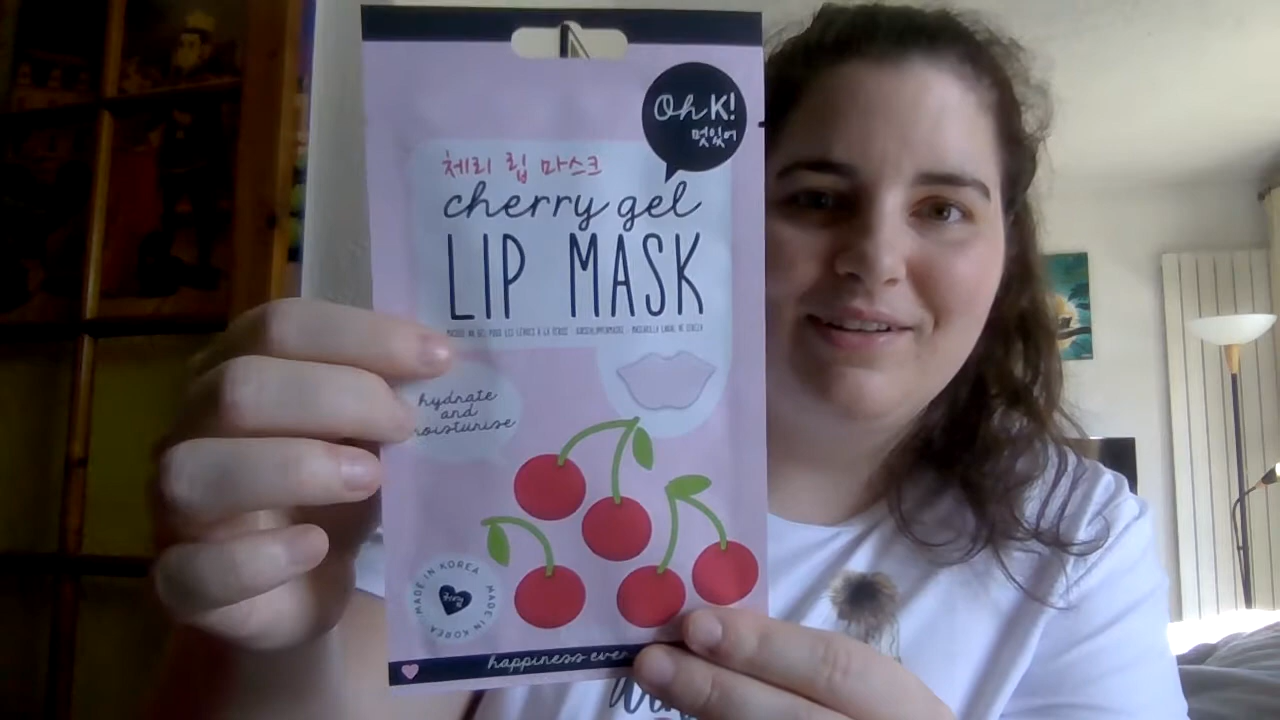 Oh K!
멋있어
체리 립 마스크
cherry gel
LIP MASK
hydrate
and
moisturise
MADE IN KOREA MADE IN KOREA
happiness ever